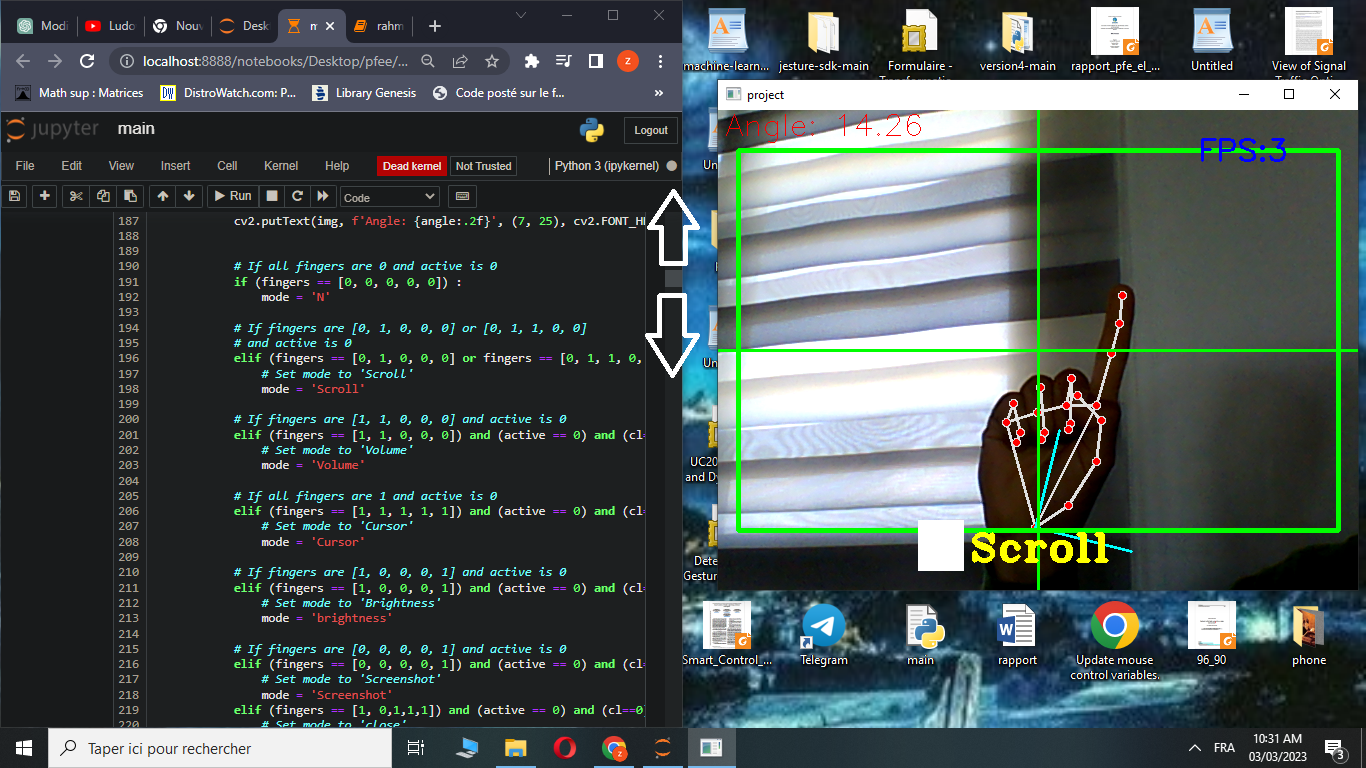 Modi
Ludo
Nouv
Desk
m
rahm
localhost:8888/notebooks/Desktop/pfee/...
z
Math sup : Matrices
DistroWatch.com: P...
Library Genesis
Code posté sur le f...
»
jupyter
main
Logout
File
Edit
View
Insert
Cell
Kernel
Help
Dead kernel
Not Trusted
Python 3 (ipykernel)
Run
Code
187 cv2.putText(img, f'Angle: {angle:.2f}', (7, 25), cv2.FONT_HE
188
189
190 # If all fingers are 0 and active is 0
191 if (fingers == [0, 0, 0, 0, 0]) :
192 mode = 'N'
193
194 # If fingers are [0, 1, 0, 0, 0] or [0, 1, 1, 0, 0]
195 # and active is 0
196 elif (fingers == [0, 1, 0, 0, 0] or fingers == [0, 1, 1, 0,
197 # Set mode to 'Scroll'
198 mode = 'Scroll'
199
200 # If fingers are [1, 1, 0, 0, 0] and active is 0
201 elif (fingers == [1, 1, 0, 0, 0]) and (active == 0) and (cl=
202 # Set mode to 'Volume'
203 mode = 'Volume'
204
205 # If all fingers are 1 and active is 0
206 elif (fingers == [1, 1, 1, 1, 1]) and (active == 0) and (cl=
207 # Set mode to 'Cursor'
208 mode = 'Cursor'
209
210 # If fingers are [1, 0, 0, 0, 1] and active is 0
211 elif (fingers == [1, 0, 0, 0, 1]) and (active == 0) and (cl=
212 # Set mode to 'Brightness'
213 mode = 'brightness'
214
215 # If fingers are [0, 0, 0, 0, 1] and active is 0
216 elif (fingers == [0, 0, 0, 0, 1]) and (active == 0) and (cl=
217 # Set mode to 'Screenshot'
218 mode = 'Screenshot'
219 elif (fingers == [1, 0,1,1,1]) and (active == 0) and (cl==0)
220 # Set mode to 'close'
machine-learn...
jesture-sdk-main
Formulaire -
version4-main
rapport_pfe_el_...
Untitled
View of Signal
project
Angle: 14.26
FPS:3
Scroll
Un
Un
UC20
and Dy
Dete
Gestur
Smart_Control_...
Telegram
main
rapport
Update mouse
control variables.
96_90
phone
Taper ici pour rechercher
FRA
10:31 AM
03/03/2023
3